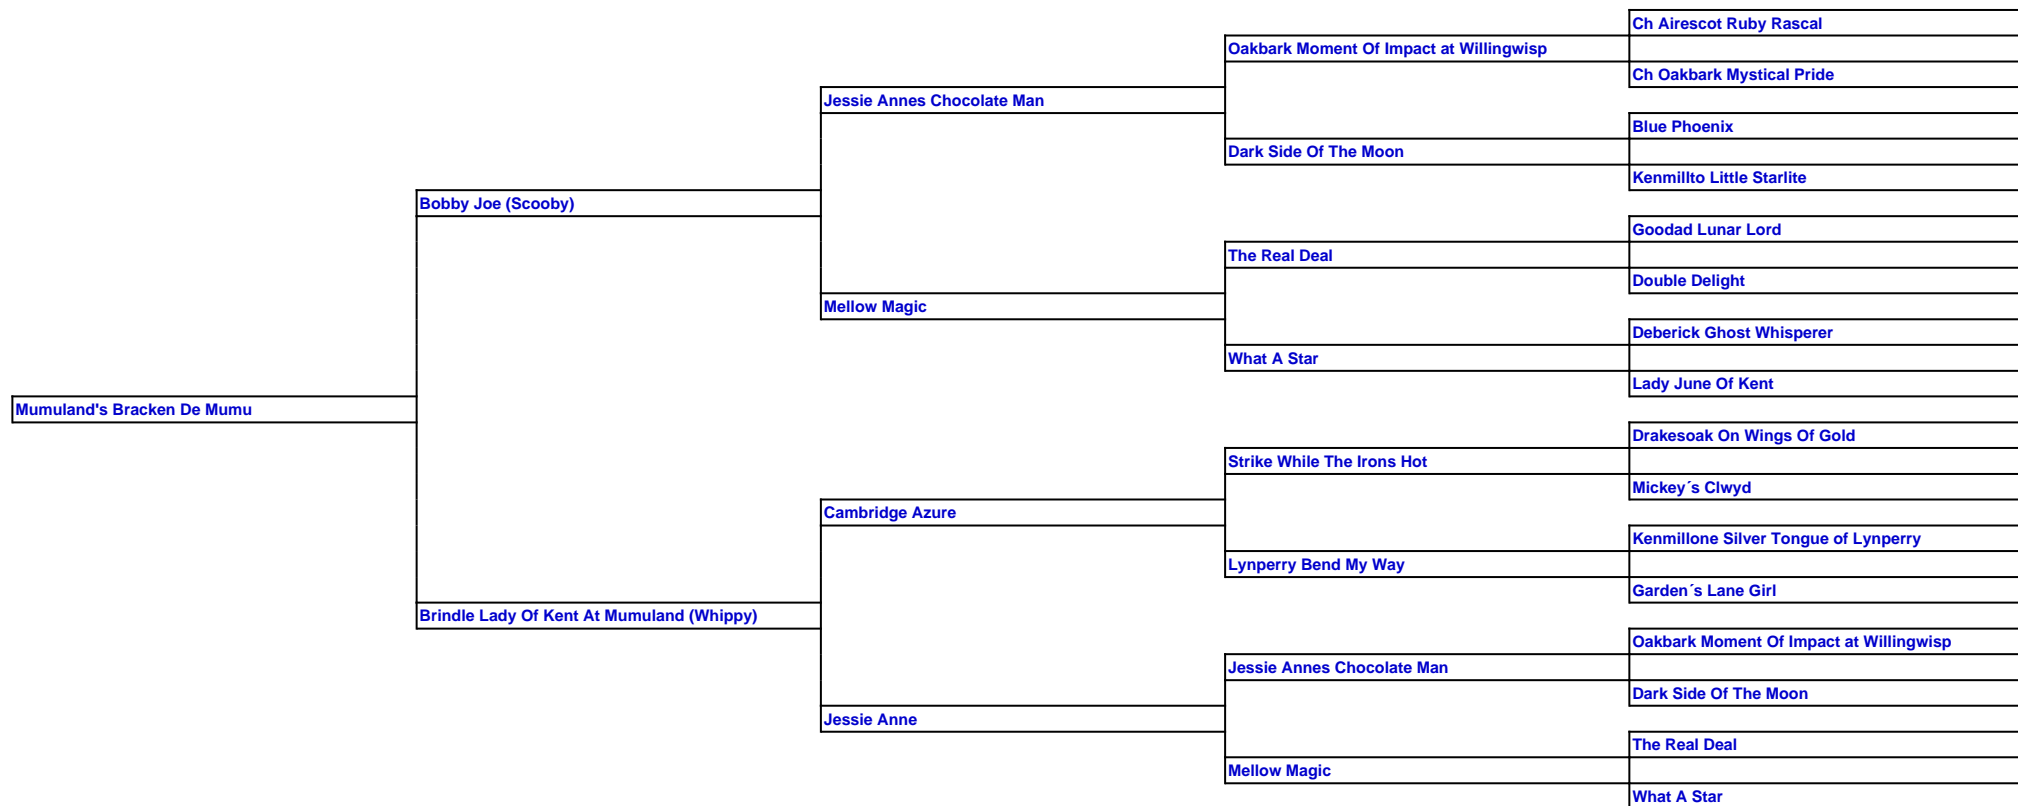 Ch Airescot Ruby Rascal
Oakbark Moment Of Impact at Willingwisp
Ch Oakbark Mystical Pride
Jessie Annes Chocolate Man
Blue Phoenix
Dark Side Of The Moon
Kenmillto Little Starlite
Bobby Joe (Scooby)
Goodad Lunar Lord
The Real Deal
Double Delight
Mellow Magic
Deberick Ghost Whisperer
What A Star
Lady June Of Kent
Mumuland's Bracken De Mumu
Drakesoak On Wings Of Gold
Strike While The Irons Hot
Mickey´s Clwyd
Cambridge Azure
Kenmillone Silver Tongue of Lynperry
Lynperry Bend My Way
Garden´s Lane Girl
Brindle Lady Of Kent At Mumuland (Whippy)
Oakbark Moment Of Impact at Willingwisp
Jessie Annes Chocolate Man
Dark Side Of The Moon
Jessie Anne
The Real Deal
Mellow Magic
What A Star